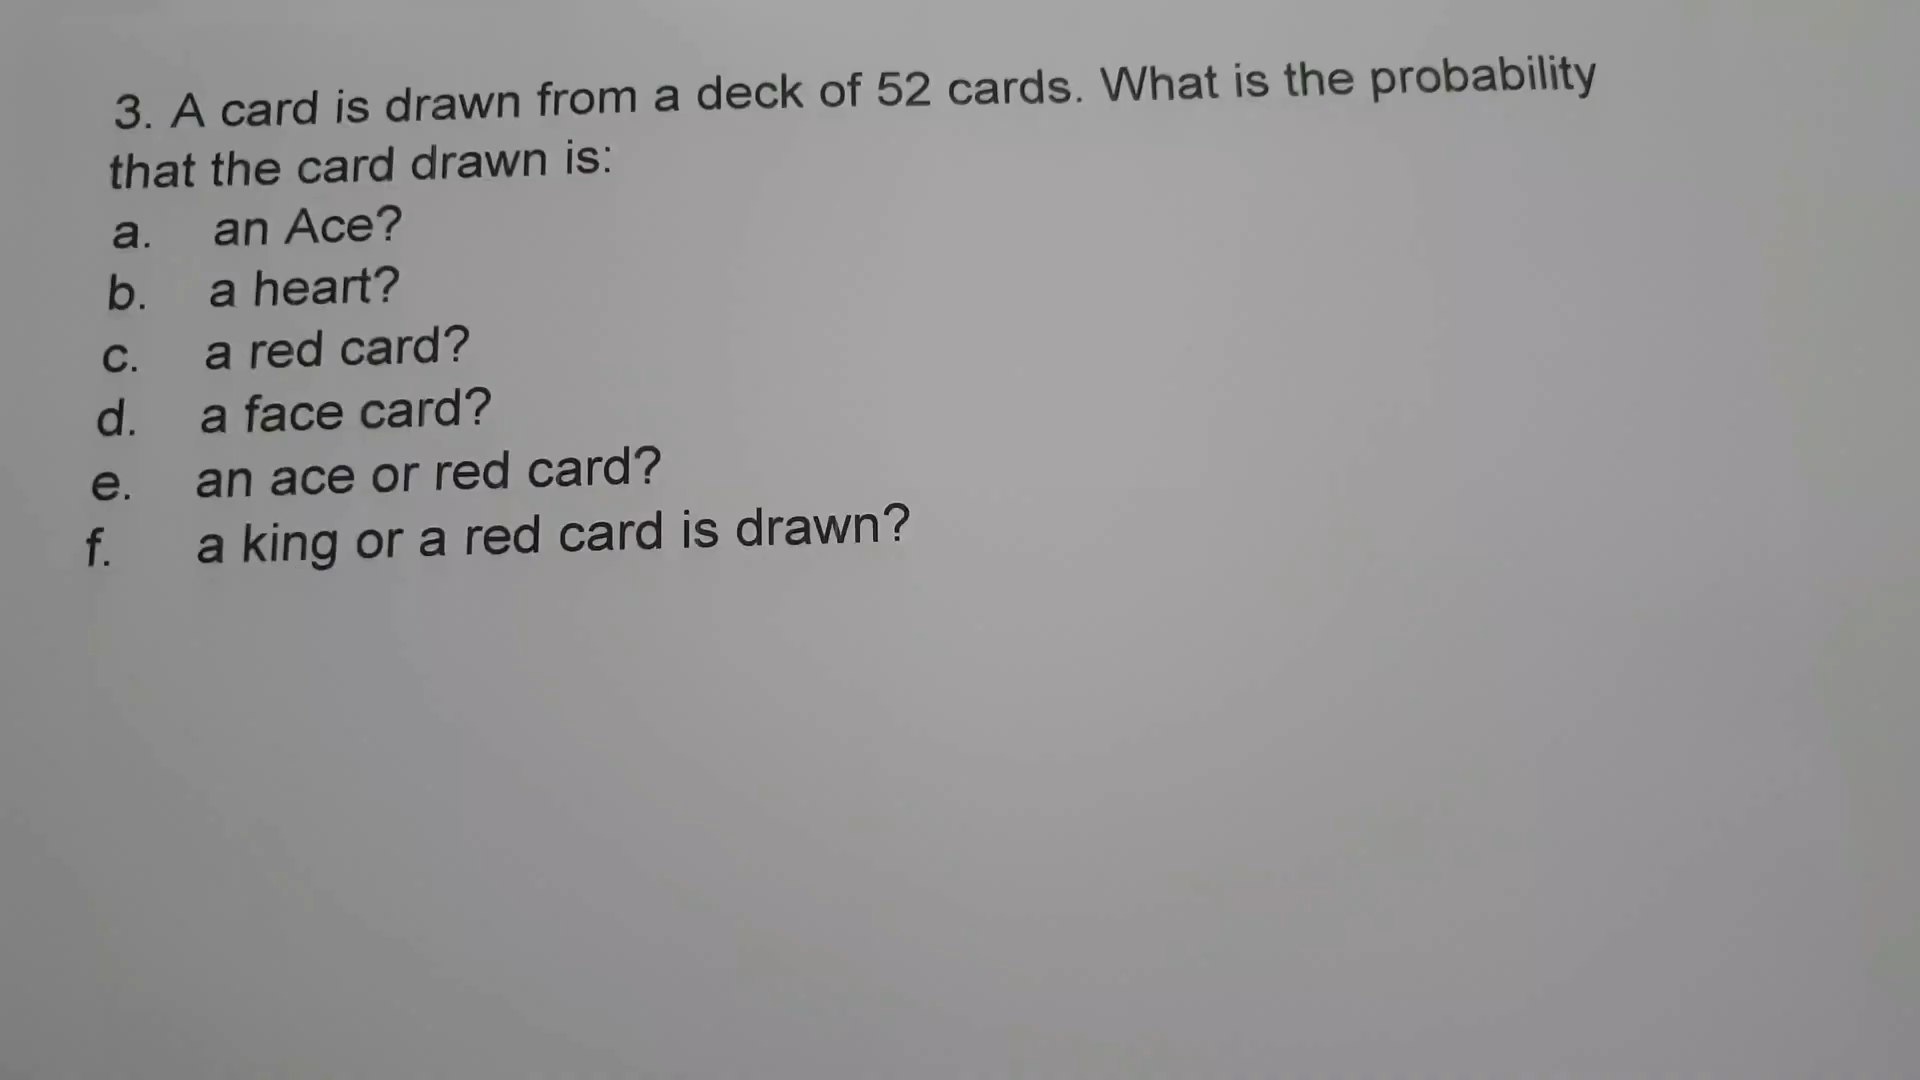 3. A card is drawn from a deck of 52 cards. What is the probability
that the card drawn is:
a. an Ace?
b. a heart?
c. a red card?
d. a face card?
e. an ace or red card?
f. a king or a red card is drawn?